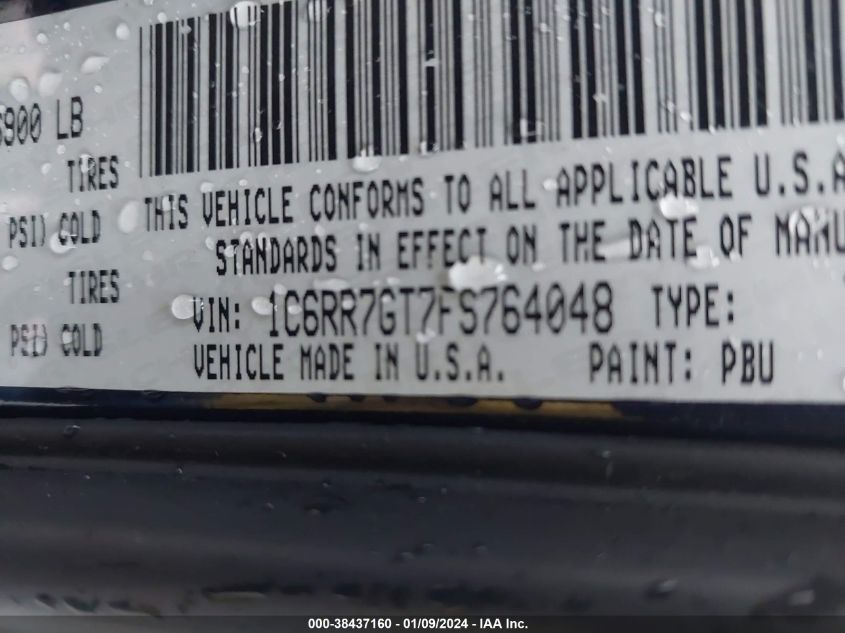 6900 LB
TIRES
PSI) COLD
TIRES
PSI) COLD
THIS VEHICLE CONFORMS TO ALL APPLICABLE U.S.A
STANDARDS IN EFFECT ON THE DATE OF MANU
VIN: 1C6RR7GT7FS764048 TYPE:
VEHICLE MADE IN U.S.A. PAINT: PBU
000-38437160 - 01/09/2024 - IAA Inc.